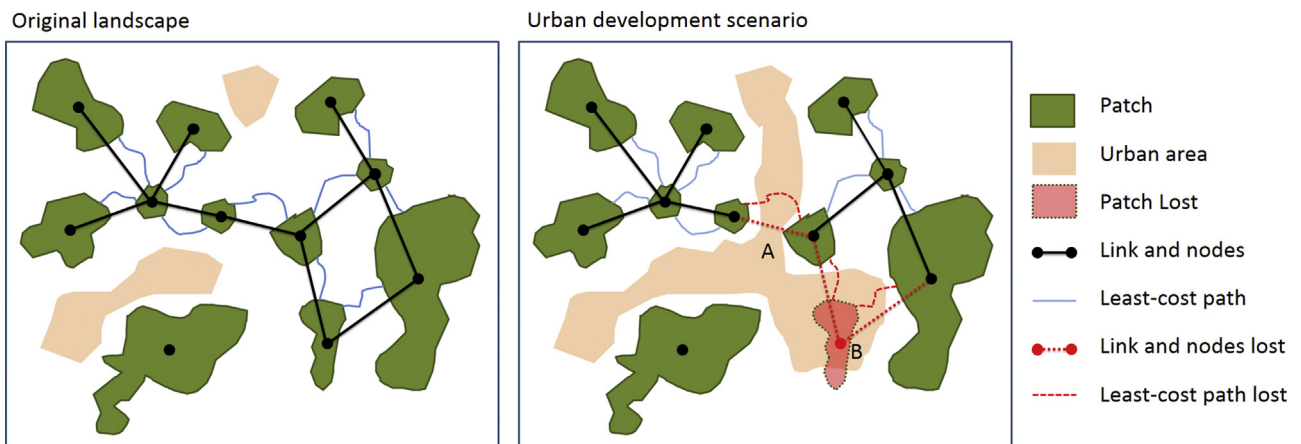 Original landscape
Urban development scenario
A
B
Patch
Urban area
Patch Lost
Link and nodes
Least-cost path
Link and nodes lost
Least-cost path lost